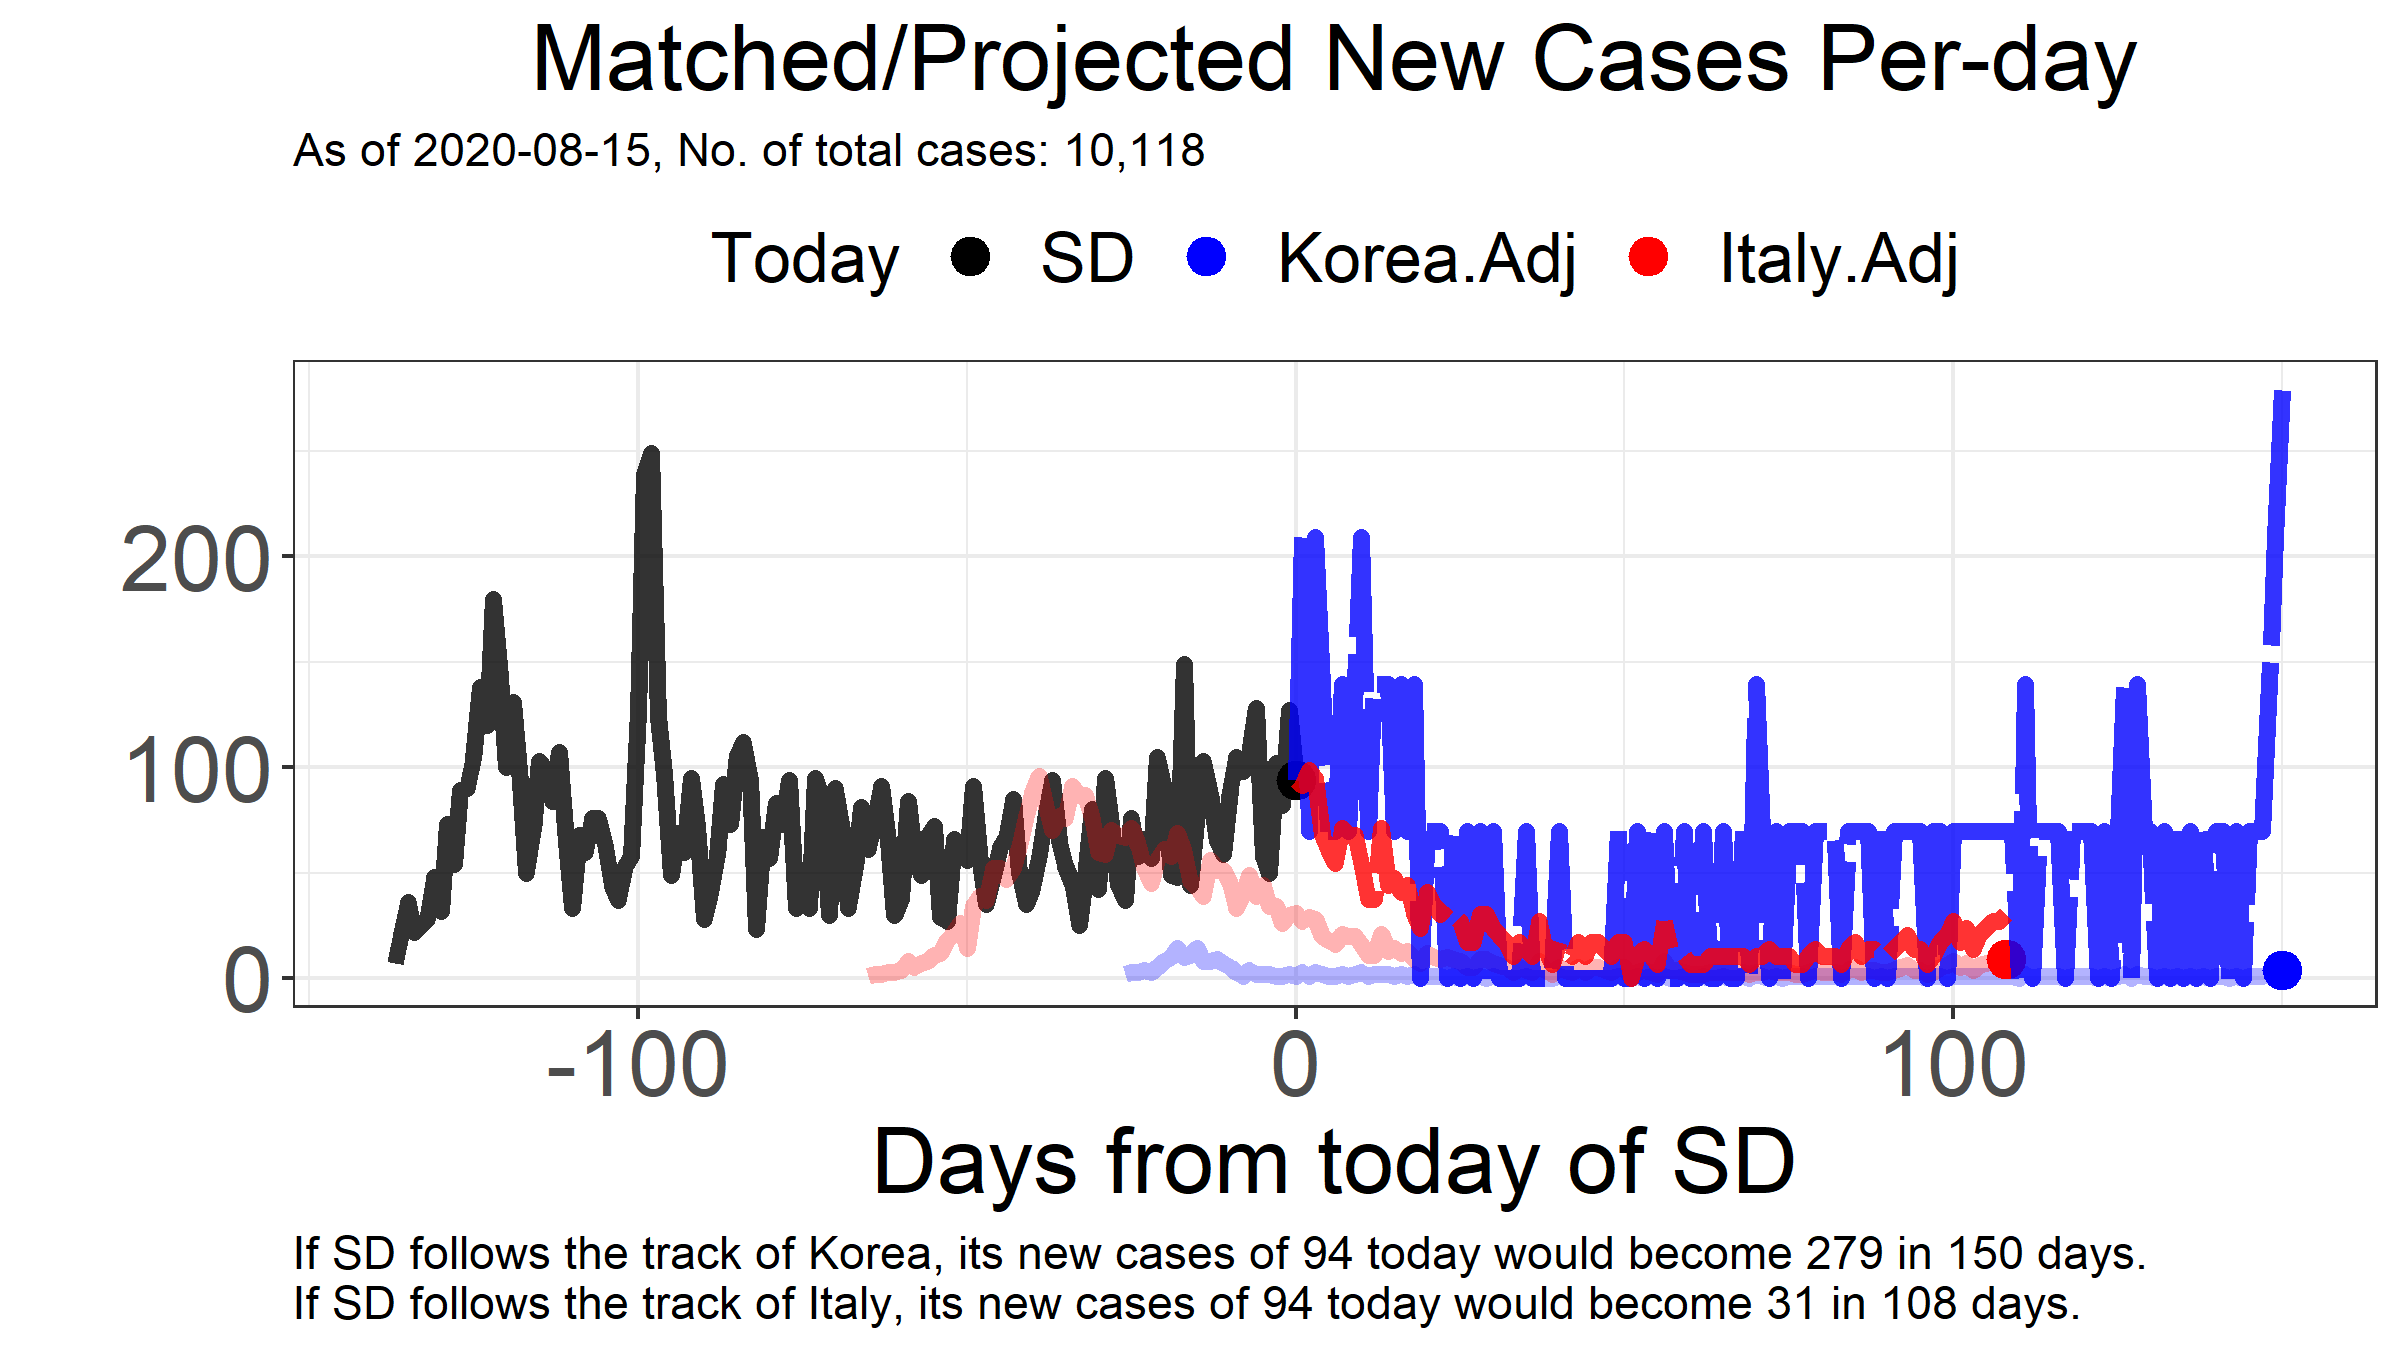 Matched/Projected New Cases Per-day
As of 2020-08-15, No. of total cases: 10,118
Today SD Korea.Adj Italy.Adj
200
100
0
-100 0 100
Days from today of SD
If SD follows the track of Korea, its new cases of 94 today would become 279 in 150 days.
If SD follows the track of Italy, its new cases of 94 today would become 31 in 108 days.